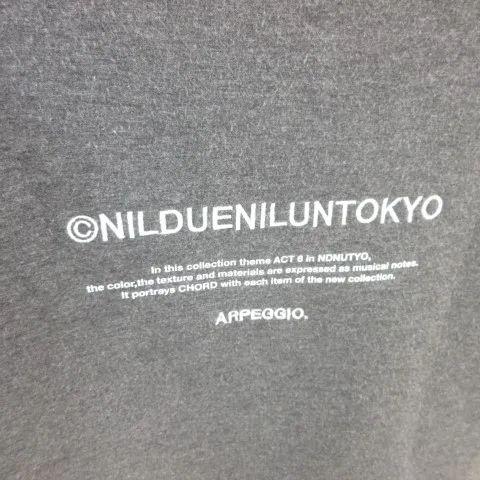 ©NILDUENILUNTOKYO
In this collection theme ACT 6 in NDNUTYO,
the color,the texture and materials are expressed as musical notes.
It portrays CHORD with each item of the new collection.
ARPEGGIO.